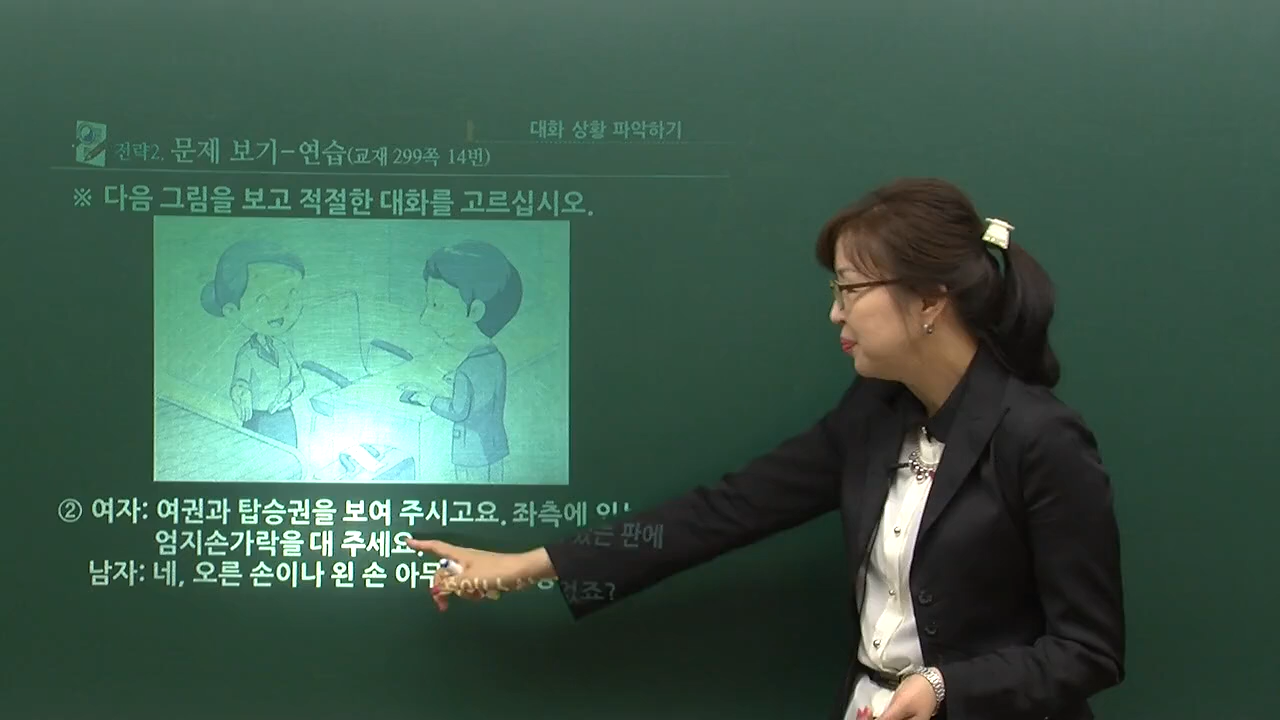 대화 상황 파악하기
전략2. 문제 보기-연습(교재 299쪽 14번)
※ 다음 그림을 보고 적절한 대화를 고르십시오.
② 여자: 여권과 탑승권을 보여 주시고요. 좌측에 있는 판에
엄지손가락을 대 주세요.
남자: 네, 오른 손이나 왼 손 아무